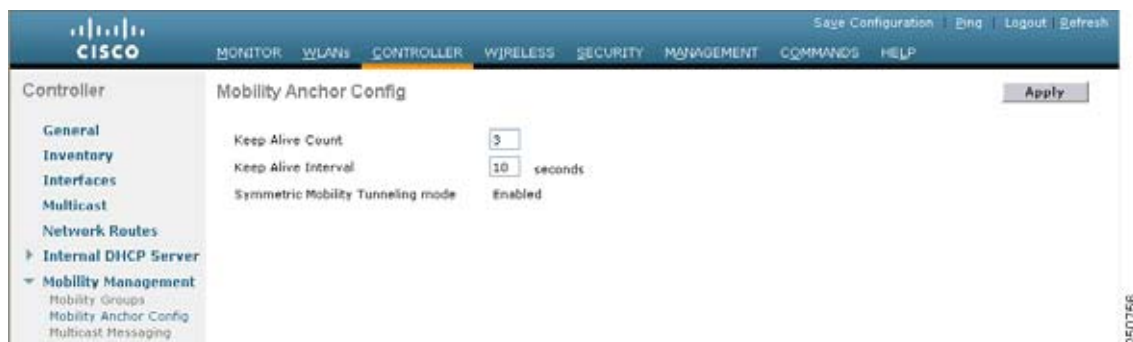 Save Configuration | Ping | Logout | Refresh
CISCO
MONITOR WLANs CONTROLLER WIRELESS SECURITY MANAGEMENT COMMANDS HELP
Controller
General
Inventory
Interfaces
Multicast
Network Routes
Internal DHCP Server
Mobility Management
Mobility Groups
Mobility Anchor Config
Multicast Messaging
Mobility Anchor Config
Apply
Keep Alive Count 3
Keep Alive Interval 10 seconds
Symmetric Mobility Tunneling mode Enabled